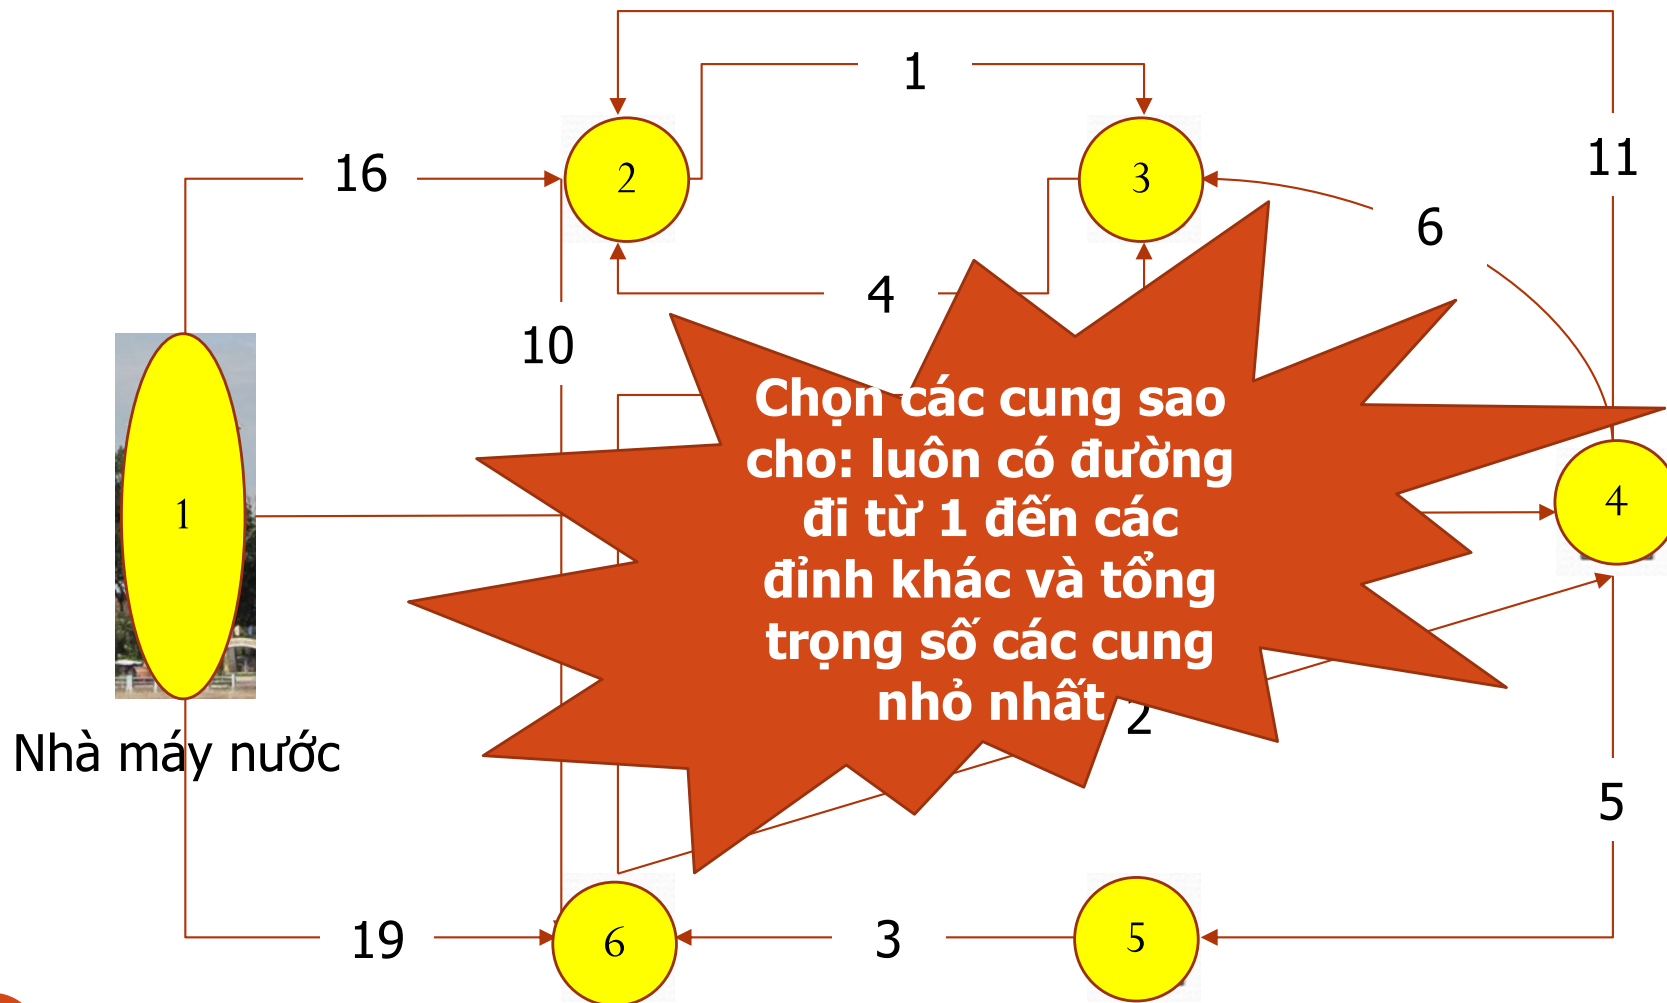 1
16
2
3
11
6
4
10
Chọn các cung sao
cho: luôn có đường
đi từ 1 đến các
đỉnh khác và tổng
trọng số các cung
nhỏ nhất
1
4
2
Nhà máy nước
5
19
6
3
5